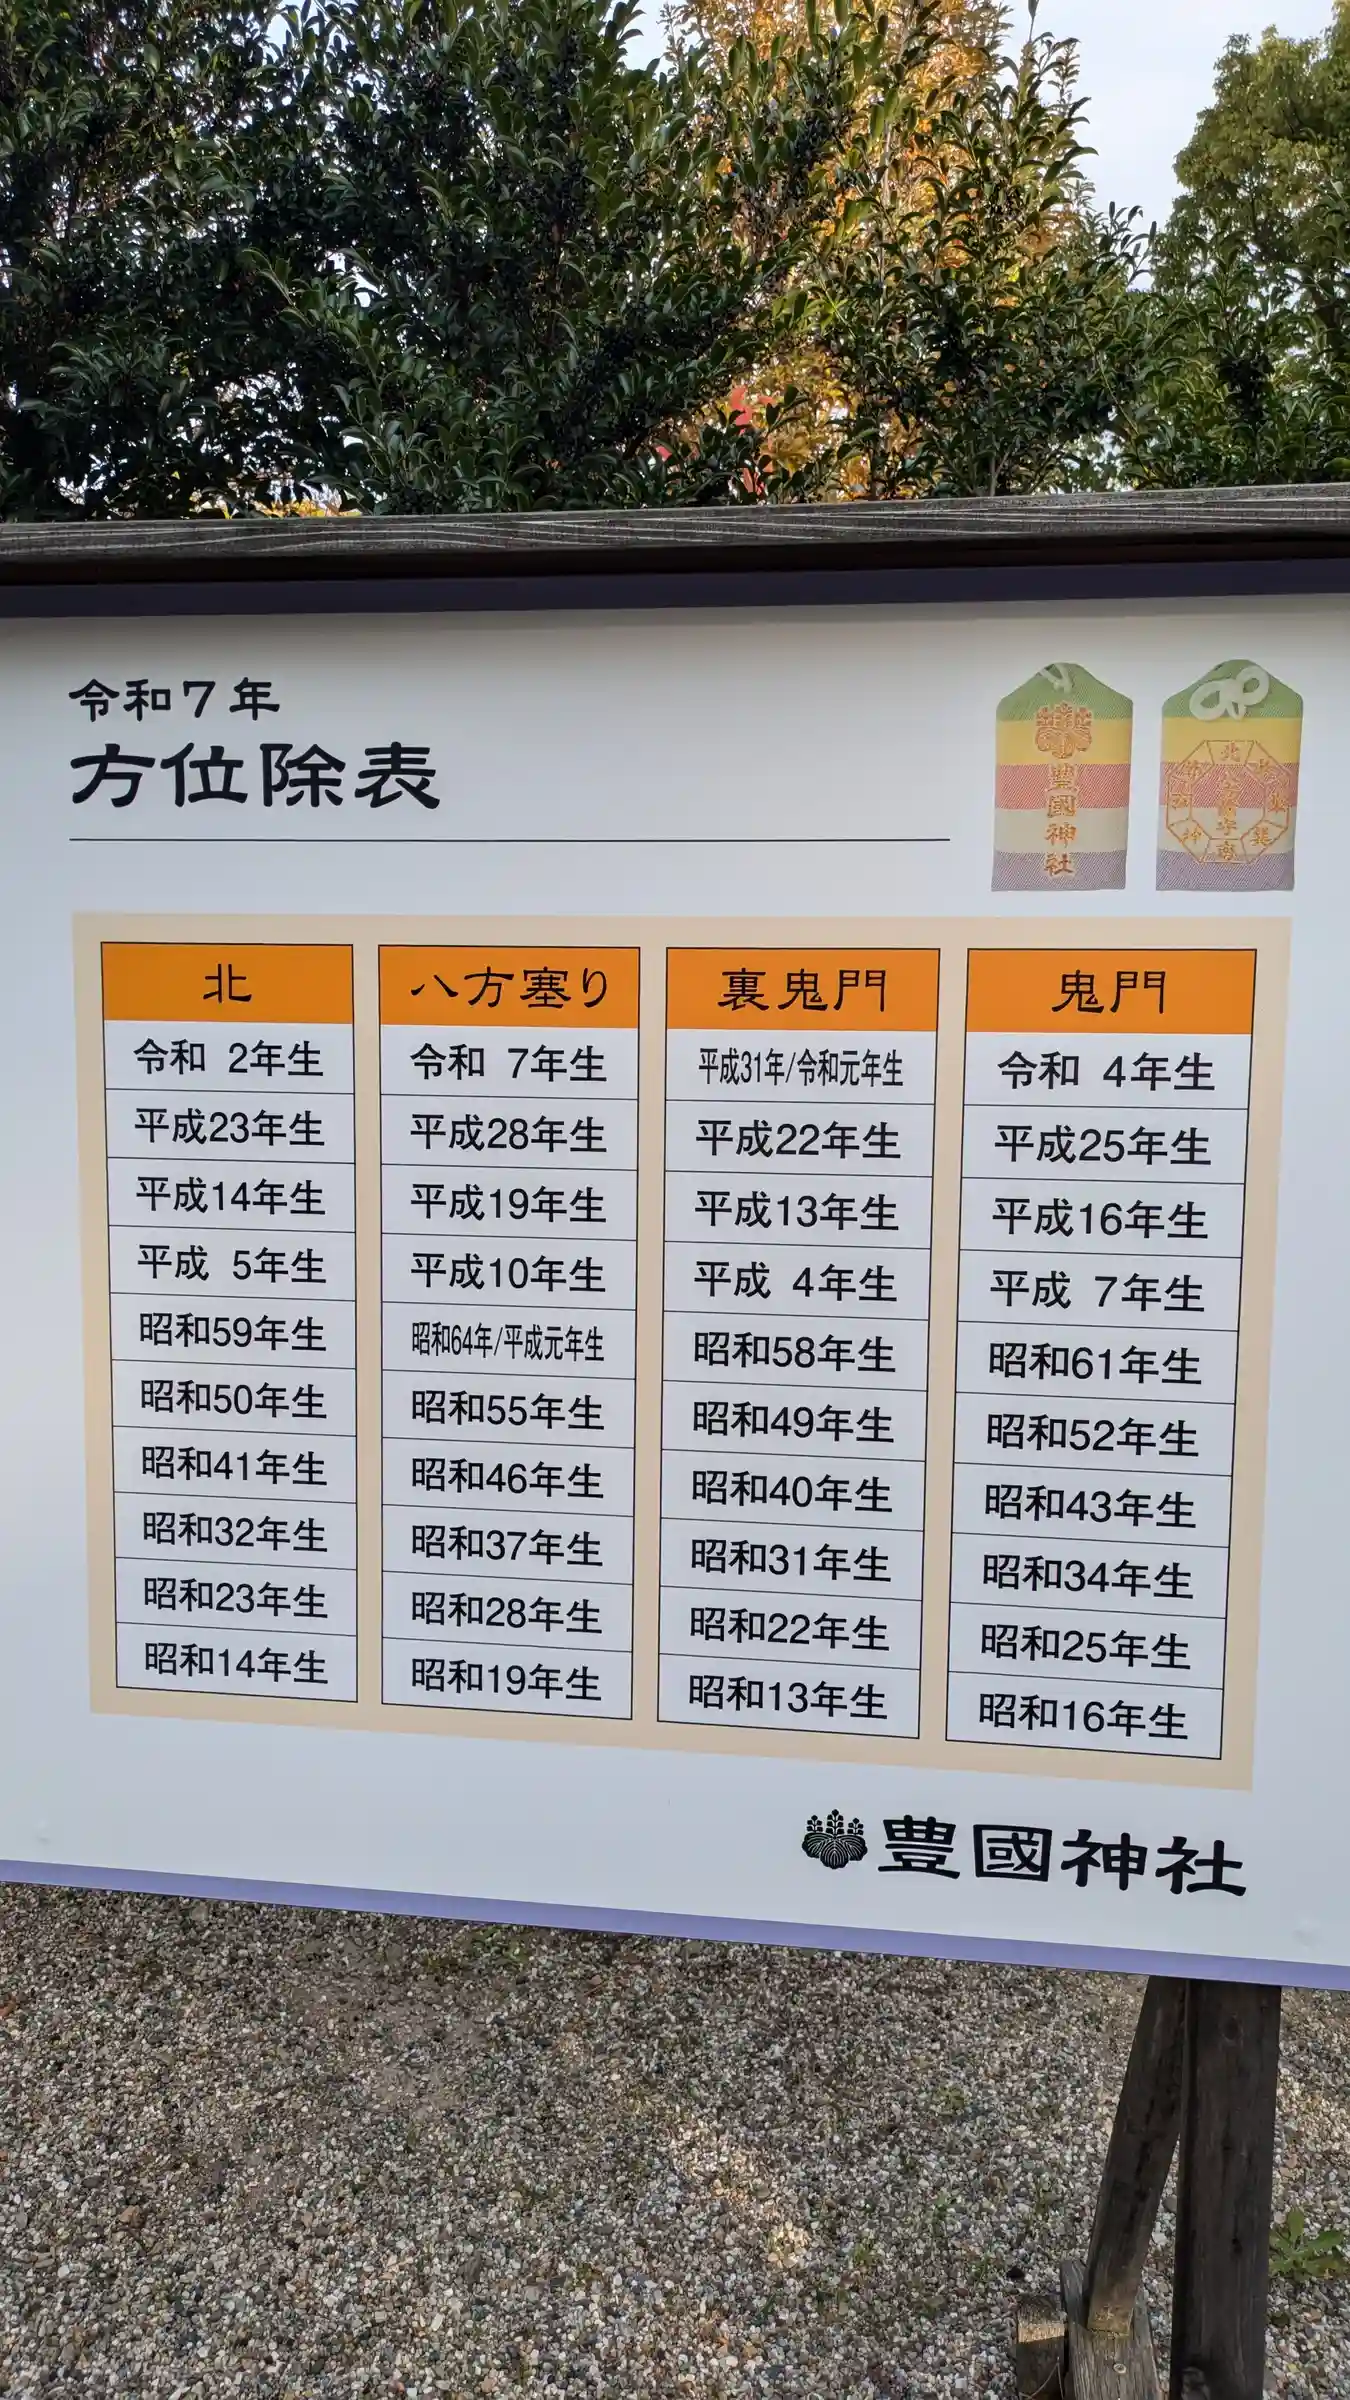 令和7年
方位除表
豊國神社
北
八方塞り
裏鬼門
鬼門
令和 2年生
令和 7年生
平成31年/令和元年生
令和 4年生
平成23年生
平成28年生
平成22年生
平成25年生
平成14年生
平成19年生
平成13年生
平成16年生
平成 5年生
平成10年生
平成 4年生
平成 7年生
昭和59年生
昭和64年/平成元年生
昭和58年生
昭和61年生
昭和50年生
昭和55年生
昭和49年生
昭和52年生
昭和41年生
昭和46年生
昭和40年生
昭和43年生
昭和32年生
昭和37年生
昭和31年生
昭和34年生
昭和23年生
昭和28年生
昭和22年生
昭和25年生
昭和14年生
昭和19年生
昭和13年生
昭和16年生
豊國神社